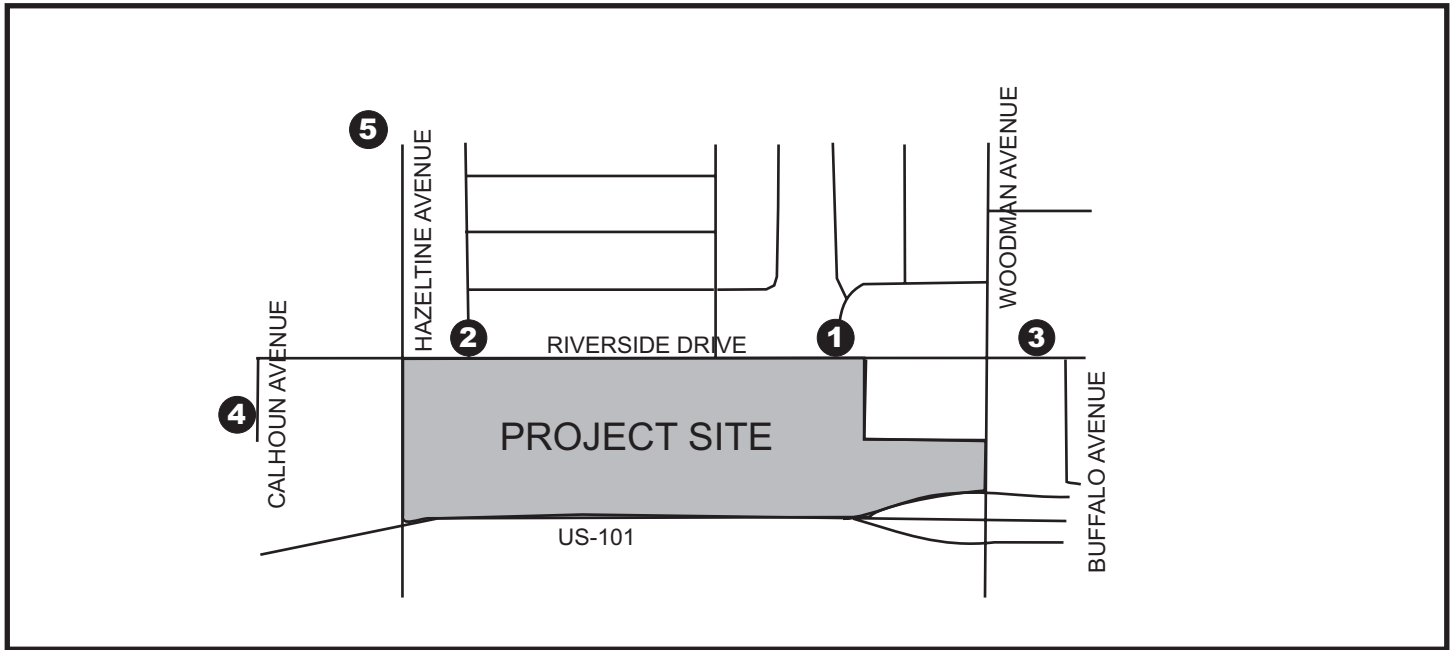 5
HAZELTINE AVENUE
WOODMAN AVENUE
2
RIVERSIDE DRIVE
1
3
4
CALHOUN AVENUE
PROJECT SITE
BUFFALO AVENUE
US-101